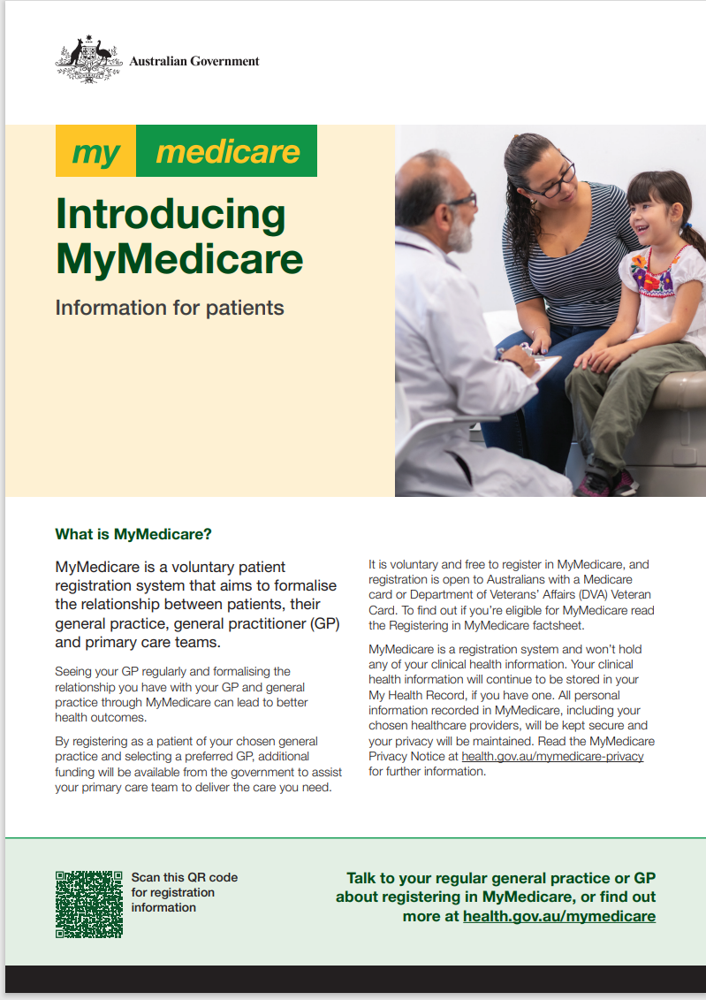 Australian Government
my medicare
Introducing
MyMedicare
Information for patients
What is MyMedicare?
MyMedicare is a voluntary patient
registration system that aims to formalise
the relationship between patients, their
general practice, general practitioner (GP)
and primary care teams.
Seeing your GP regularly and formalising the
relationship you have with your GP and general
practice through MyMedicare can lead to better
health outcomes.
By registering as a patient of your chosen general
practice and selecting a preferred GP, additional
funding will be available from the government to assist
your primary care team to deliver the care you need.
It is voluntary and free to register in MyMedicare, and
registration is open to Australians with a Medicare
card or Department of Veterans’ Affairs (DVA) Veteran
Card. To find out if you’re eligible for MyMedicare read
the Registering in MyMedicare factsheet.
MyMedicare is a registration system and won’t hold
any of your clinical health information. Your clinical
health information will continue to be stored in your
My Health Record, if you have one. All personal
information recorded in MyMedicare, including your
chosen healthcare providers, will be kept secure and
your privacy will be maintained. Read the MyMedicare
Privacy Notice at health.gov.au/mymedicare-privacy
for further information.
Scan this QR code
for registration
information
Talk to your regular general practice or GP
about registering in MyMedicare, or find out
more at health.gov.au/mymedicare